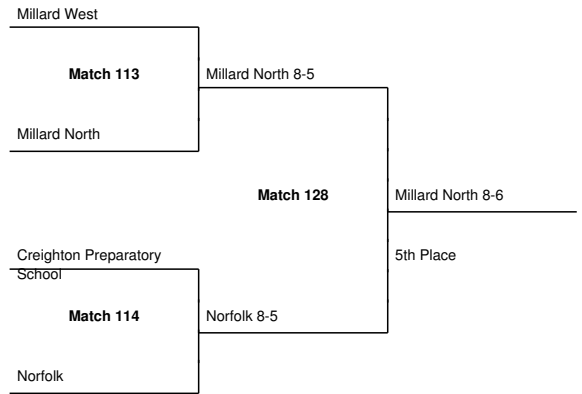 Millard West
Match 113
Millard North 8-5
Millard North
Match 128
Millard North 8-6
Creighton Preparatory
School
5th Place
Match 114
Norfolk 8-5
Norfolk